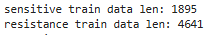 sensitive train data len: 1895
resistance train data len: 4641